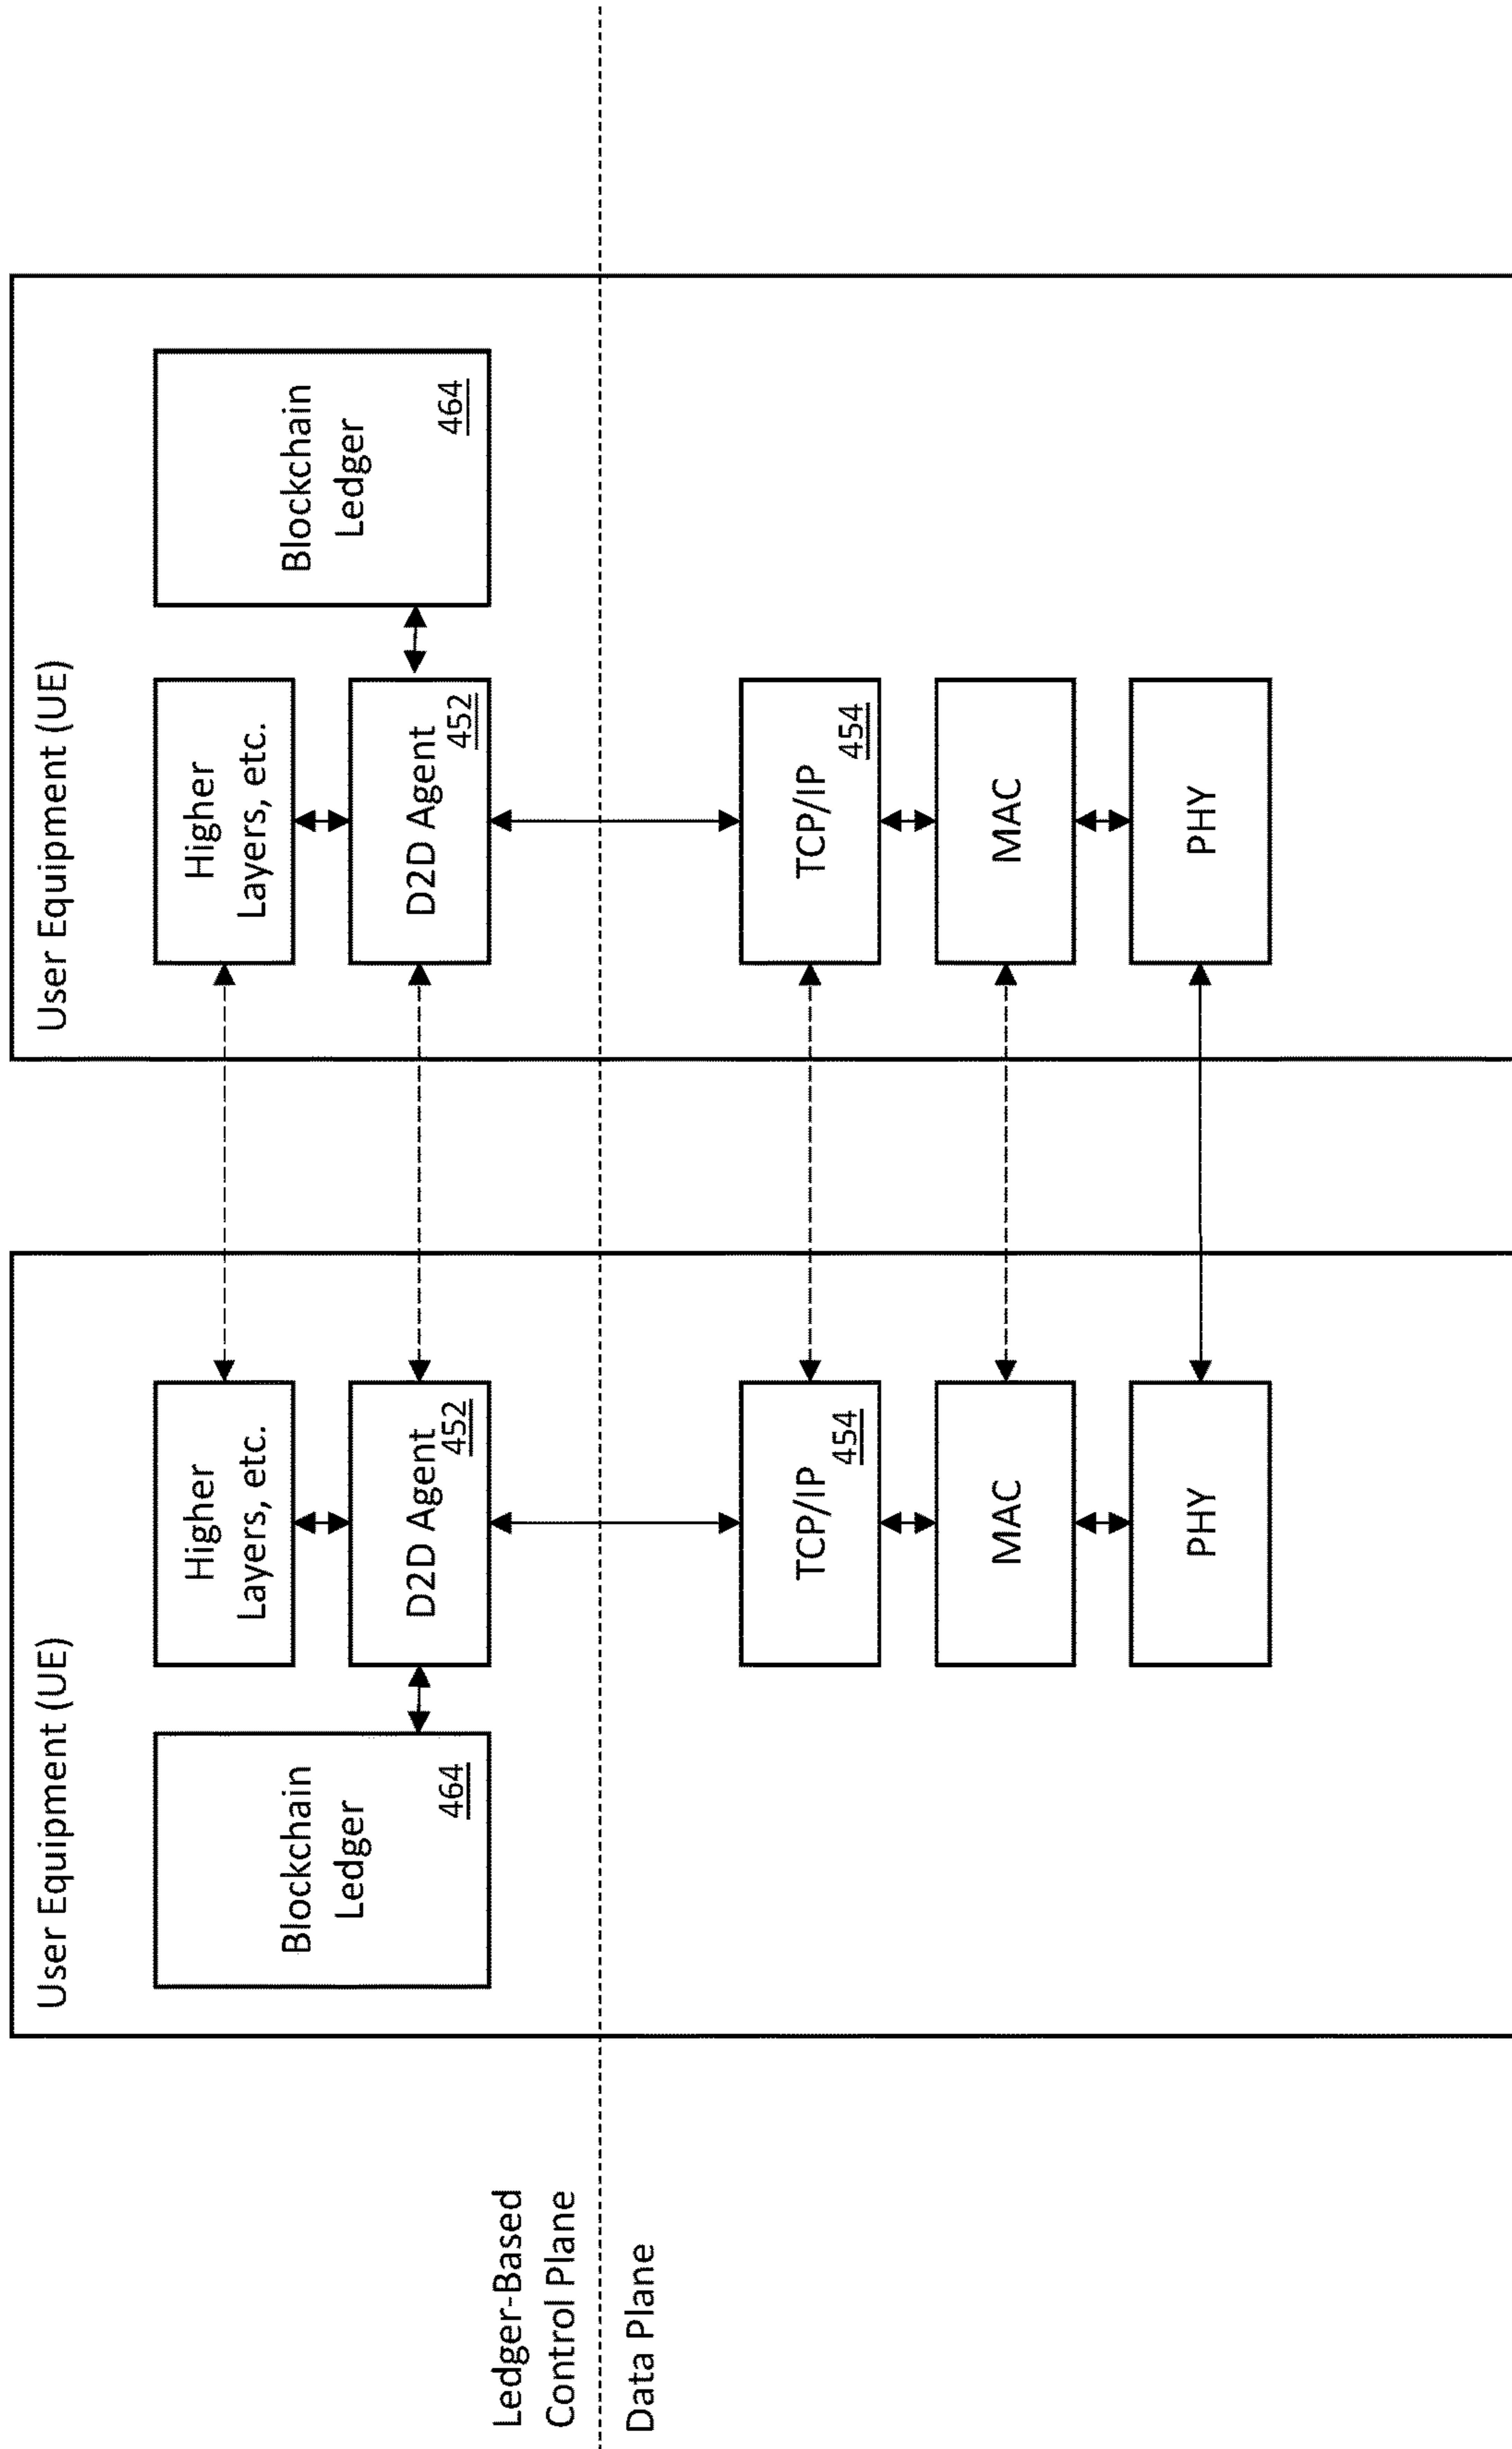 User Equipment (UE)
Blockchain
Ledger
464
Higher
Layers, etc.
D2D Agent
452
TCP/IP
454
MAC
PHY
User Equipment (UE)
Higher
Layers, etc.
D2D Agent
452
Blockchain
Ledger
464
TCP/IP
454
MAC
PHY
Ledger-Based
Control Plane
Data Plane